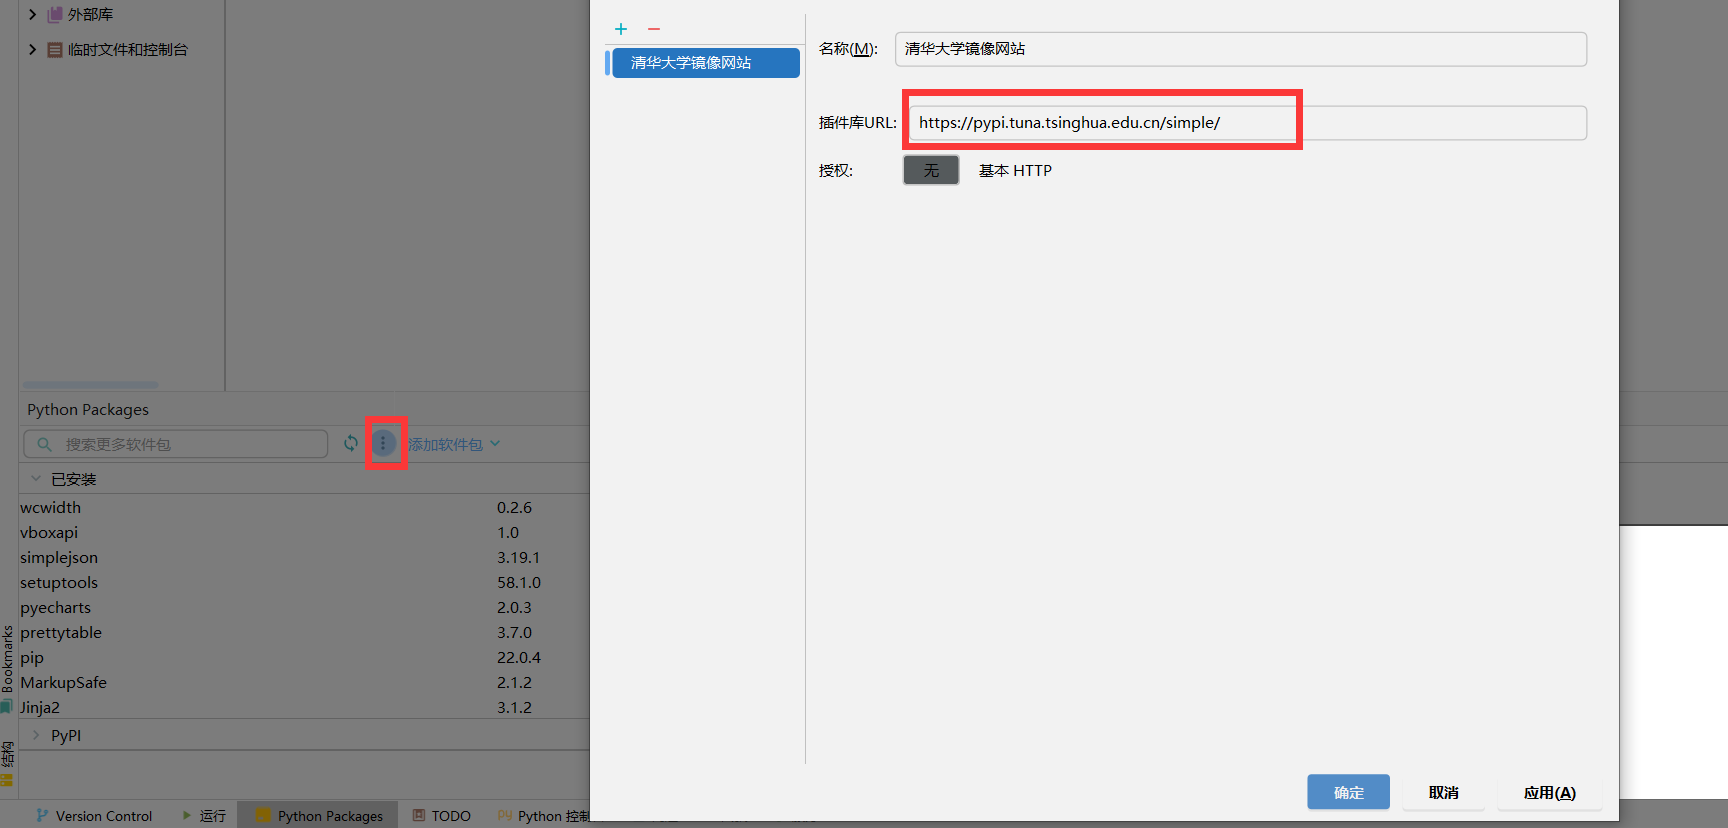 外部库
临时文件和控制台
清华大学镜像网站
名称(M):
清华大学镜像网站
插件库URL:
https://pypi.tuna.tsinghua.edu.cn/simple/
授权:
无
基本 HTTP
Python Packages
搜索更多软件包
添加软件包
已安装
wcwidth 0.2.6
vboxapi 1.0
simplejson 3.19.1
setuptools 58.1.0
pyecharts 2.0.3
prettytable 3.7.0
pip 22.0.4
MarkupSafe 2.1.2
Jinja2 3.1.2
PyPI
Bookmarks
结构
确定
取消
应用(A)
Version Control
运行
Python Packages
TODO
Python 控制